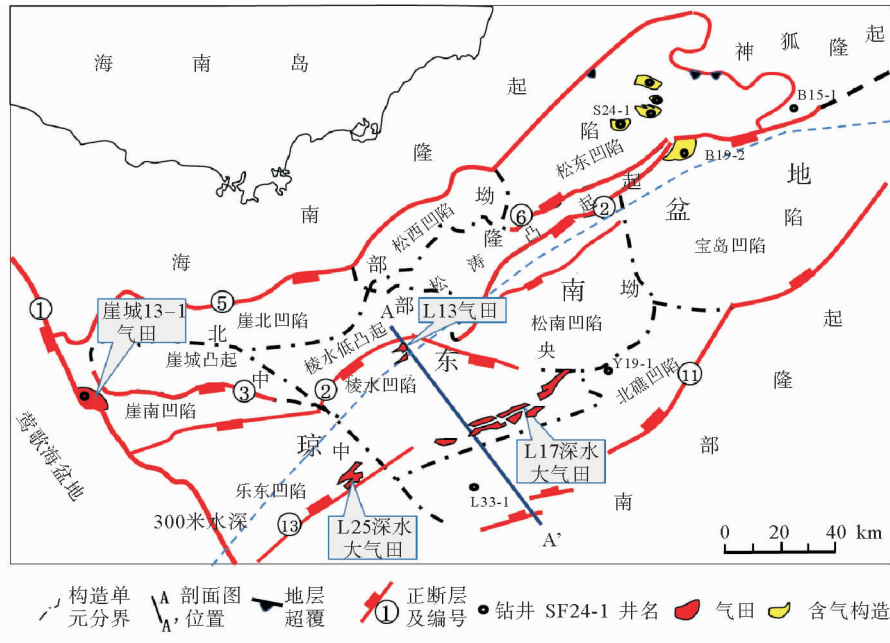 海南岛
神狐隆起
海南隆起
B15-1
S24-1
B19-2
松东凹陷
北部坳陷
松西凹陷
松涛凸起
中部隆起
⑥
②
琼东南盆地
中央坳陷
宝岛凹陷
①
⑤
崖城13-1
气田
崖北凹陷
A
L13气田
松南凹陷
崖城凸起
棱水低凸起
棱水凹陷
②
③
崖南凹陷
Y19-1
北礁凹陷
⑪
莺歌海盆地
L17深水
大气田
乐东凹陷
L33-1
南部隆起
300米水深
⑬
L25深水
大气田
A'
0 20 40
km
构造单
元分界
A
A'
剖面图
位置
地层
超覆
①
正断层
及编号
钻井 SF24-1 井名
气田
含气构造